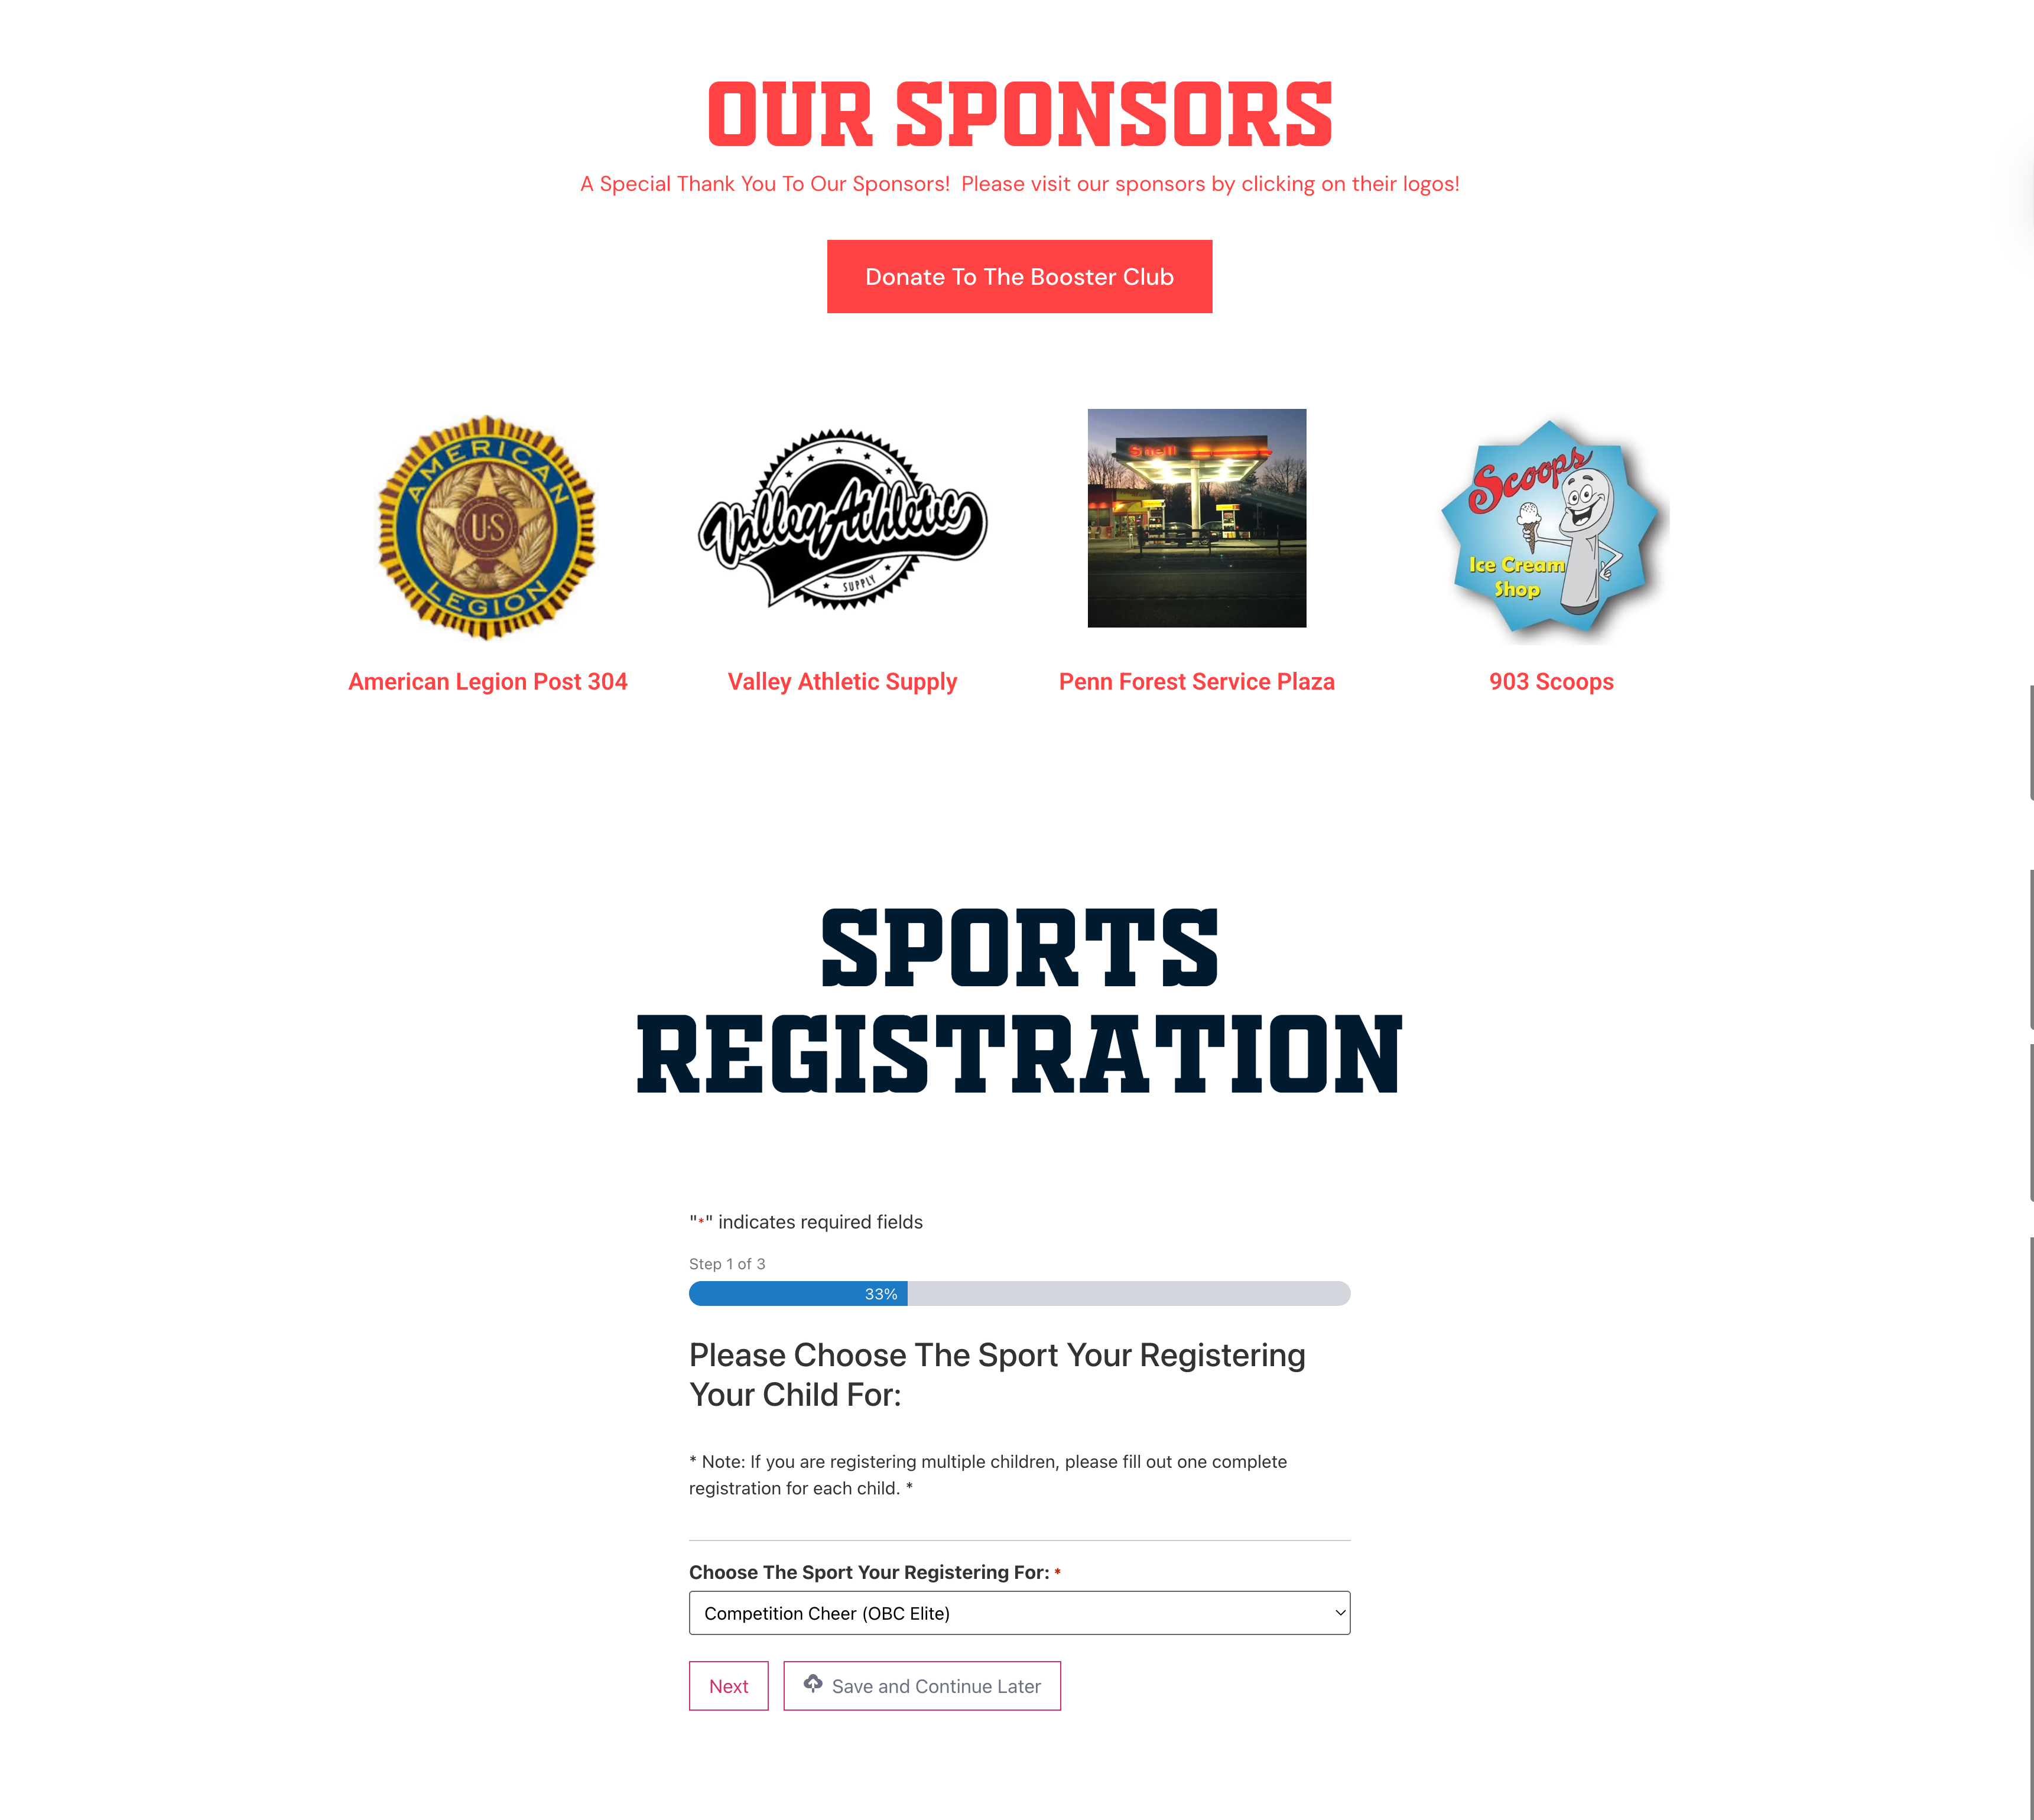 OUR SPONSORS
A Special Thank You To Our Sponsors!  Please visit our sponsors by clicking on their logos!
Donate To The Booster Club
AMERICAN
U.S
LEGION
Valley Athletic
SUPPLY
Shell
Scoops
Ice Cream
Shop
American Legion Post 304
Valley Athletic Supply
Penn Forest Service Plaza
903 Scoops
SPORTS
REGISTRATION
"*" indicates required fields
Step 1 of 3
33%
Please Choose The Sport Your Registering
Your Child For:
* Note: If you are registering multiple children, please fill out one complete
registration for each child. *
Choose The Sport Your Registering For: *
Competition Cheer (OBC Elite)
Next
Save and Continue Later